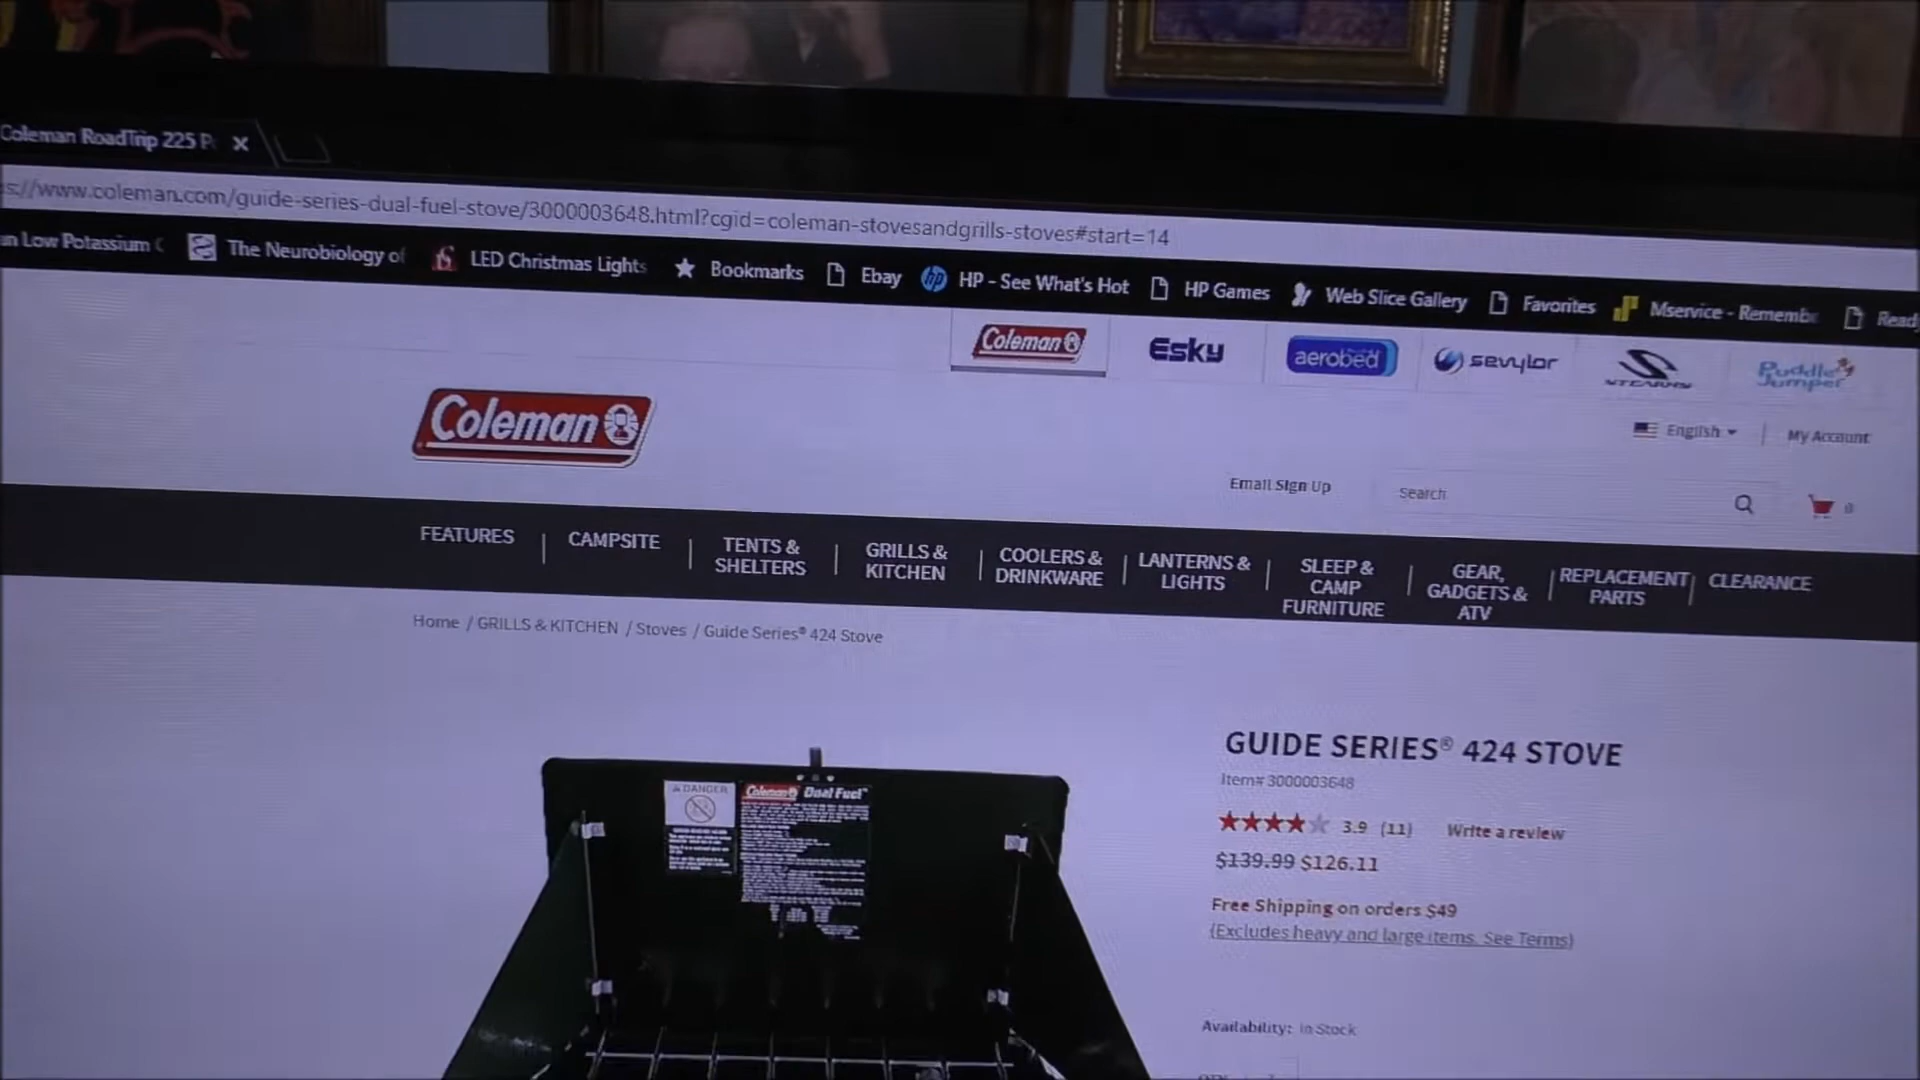 Coleman RoadTrip 225 P
s://www.coleman.com/guide-series-dual-fuel-stove/3000003648.html?cgid=coleman-stovesandgrills-stoves#start=14
an Low Potassium
The Neurobiology of
LED Christmas Lights
Bookmarks
Ebay
HP - See What's Hot
HP Games
Web Slice Gallery
Favorites
Mservice - Rememb
Read
Coleman
Esky
aerobed
sevylor
STEARNS
Puddle Jumper
Coleman
English
My Account
Email Sign Up
Search
0
FEATURES
CAMPSITE
TENTS &
SHELTERS
GRILLS &
KITCHEN
COOLERS &
DRINKWARE
LANTERNS &
LIGHTS
SLEEP &
CAMP
FURNITURE
GEAR,
GADGETS &
ATV
REPLACEMENT
PARTS
CLEARANCE
Home / GRILLS & KITCHEN / Stoves / Guide Series® 424 Stove
DANGER
Coleman Dual Fuel™
GUIDE SERIES® 424 STOVE
Item# 3000003648
3.9 (11) Write a review
$139.99 $126.11
Free Shipping on orders $49
(Excludes heavy and large items. See Terms)
Availability: In Stock